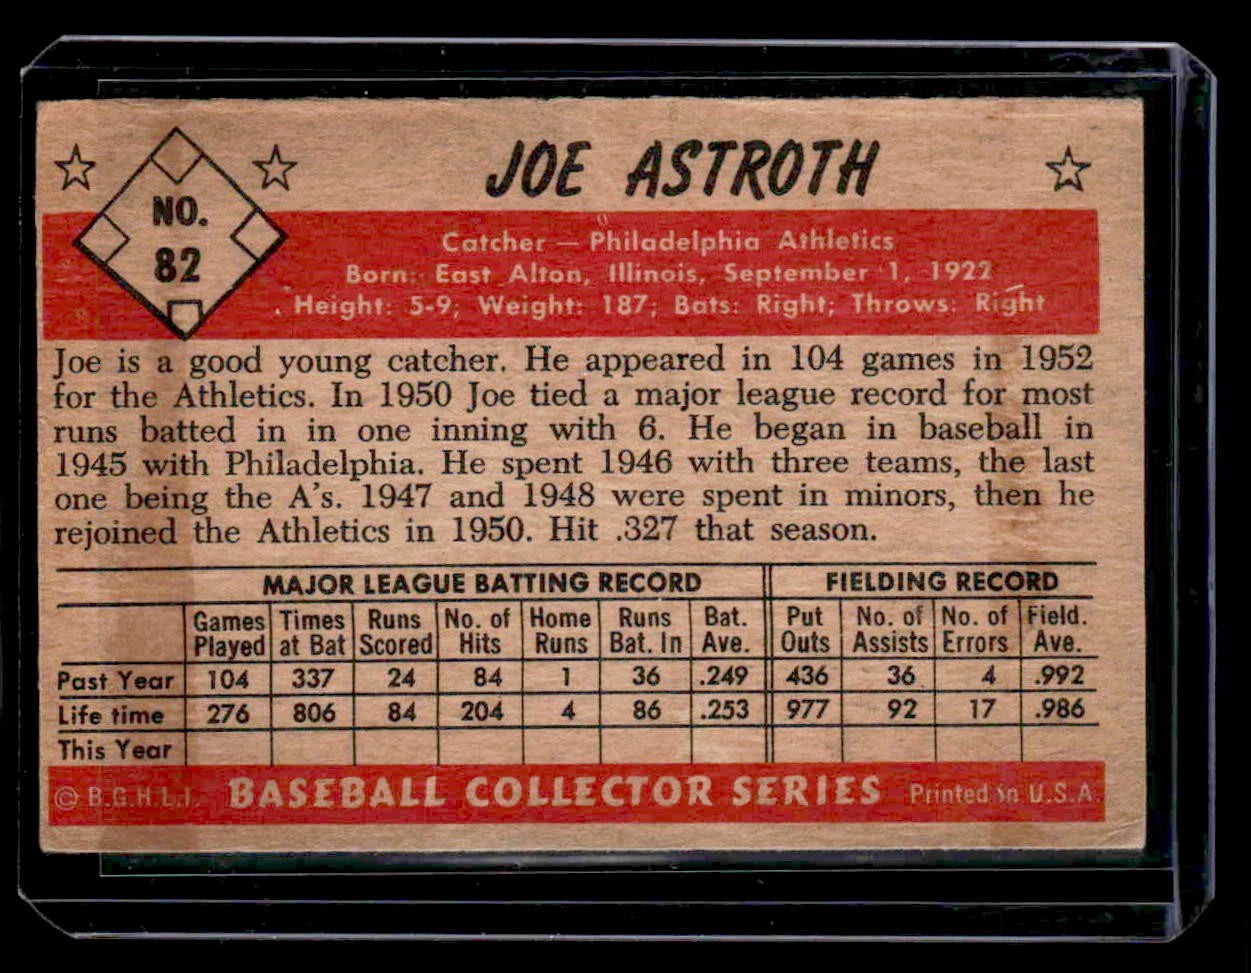 JOE ASTROTH
NO.
82
Catcher — Philadelphia Athletics
Born: East Alton, Illinois, September 1, 1922
Height: 5-9; Weight: 187; Bats: Right; Throws: Right
Joe is a good young catcher. He appeared in 104 games in 1952
for the Athletics. In 1950 Joe tied a major league record for most
runs batted in in one inning with 6. He began in baseball in
1945 with Philadelphia. He spent 1946 with three teams, the last
one being the A's. 1947 and 1948 were spent in minors, then he
rejoined the Athletics in 1950. Hit .327 that season.
MAJOR LEAGUE BATTING RECORD FIELDING RECORD
Games Times Runs No. of Home Runs Bat. Put No. of No. of Field.
Played at Bat Scored Hits Runs Bat. In Ave. Outs Assists Errors Ave.
Past Year 104 337 24 84 1 36 .249 436 36 4 .992
Life time 276 806 84 204 4 86 .253 977 92 17 .986
This Year
© B.G.H.L.I. BASEBALL COLLECTOR SERIES Printed in U.S.A.